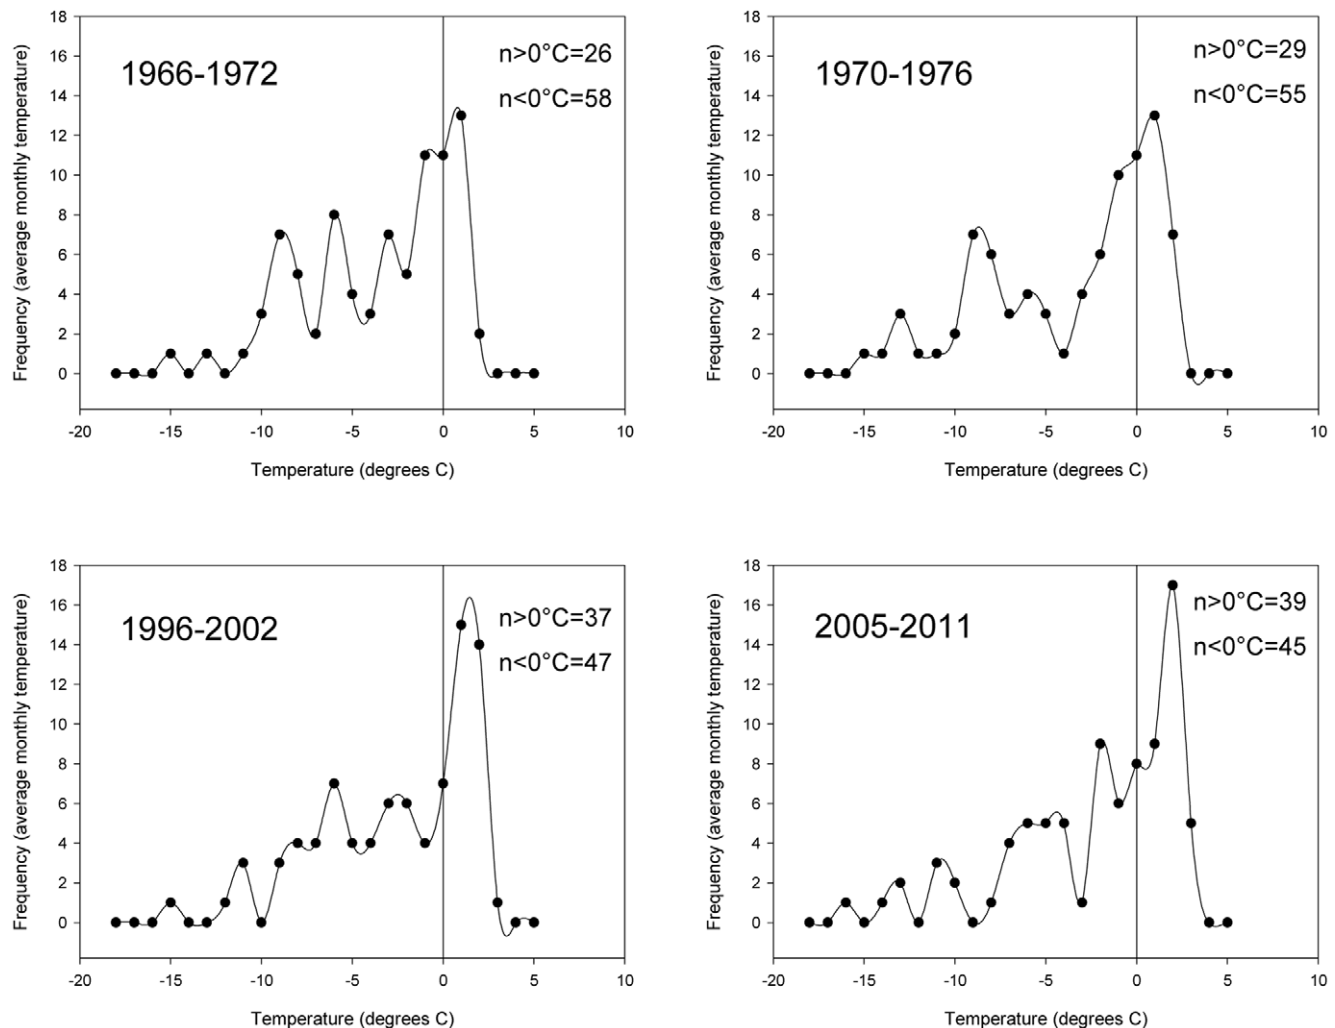 18
16
14
12
10
8
6
4
2
0
Frequency (average monthly temperature)
1966-1972
n>0°C=26
n<0°C=58
-20 -15 -10 -5 0 5 10
Temperature (degrees C)
18
16
14
12
10
8
6
4
2
0
Frequency (average monthly temperature)
1970-1976
n>0°C=29
n<0°C=55
-20 -15 -10 -5 0 5 10
Temperature (degrees C)
18
16
14
12
10
8
6
4
2
0
Frequency (average monthly temperature)
1996-2002
n>0°C=37
n<0°C=47
-20 -15 -10 -5 0 5 10
Temperature (degrees C)
18
16
14
12
10
8
6
4
2
0
Frequency (average monthly temperature)
2005-2011
n>0°C=39
n<0°C=45
-20 -15 -10 -5 0 5 10
Temperature (degrees C)